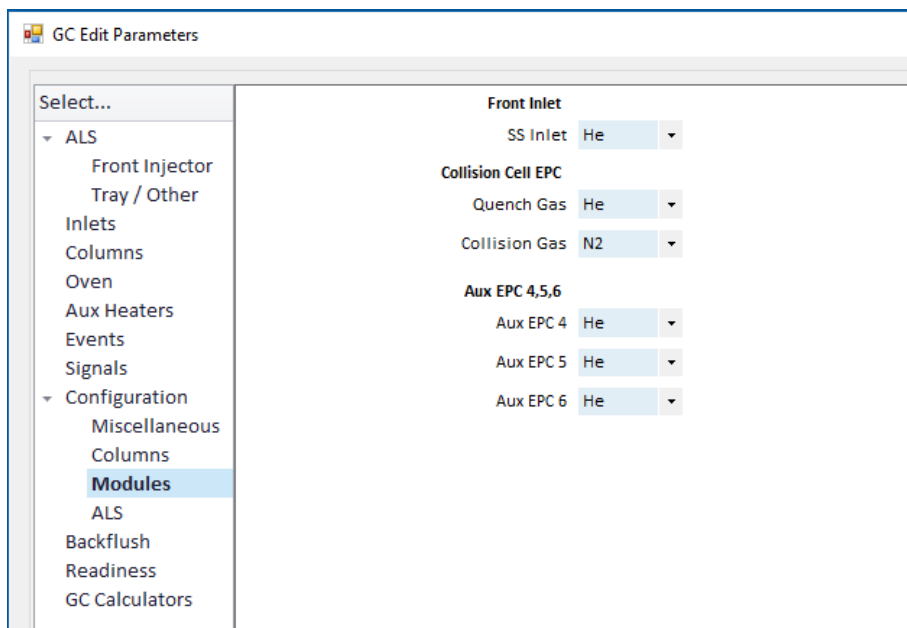 GC Edit Parameters
Select...
ALS
Front Injector
Tray / Other
Inlets
Columns
Oven
Aux Heaters
Events
Signals
Configuration
Miscellaneous
Columns
Modules
ALS
Backflush
Readiness
GC Calculators
Front Inlet
SS Inlet He
Collision Cell EPC
Quench Gas He
Collision Gas N2
Aux EPC 4,5,6
Aux EPC 4 He
Aux EPC 5 He
Aux EPC 6 He